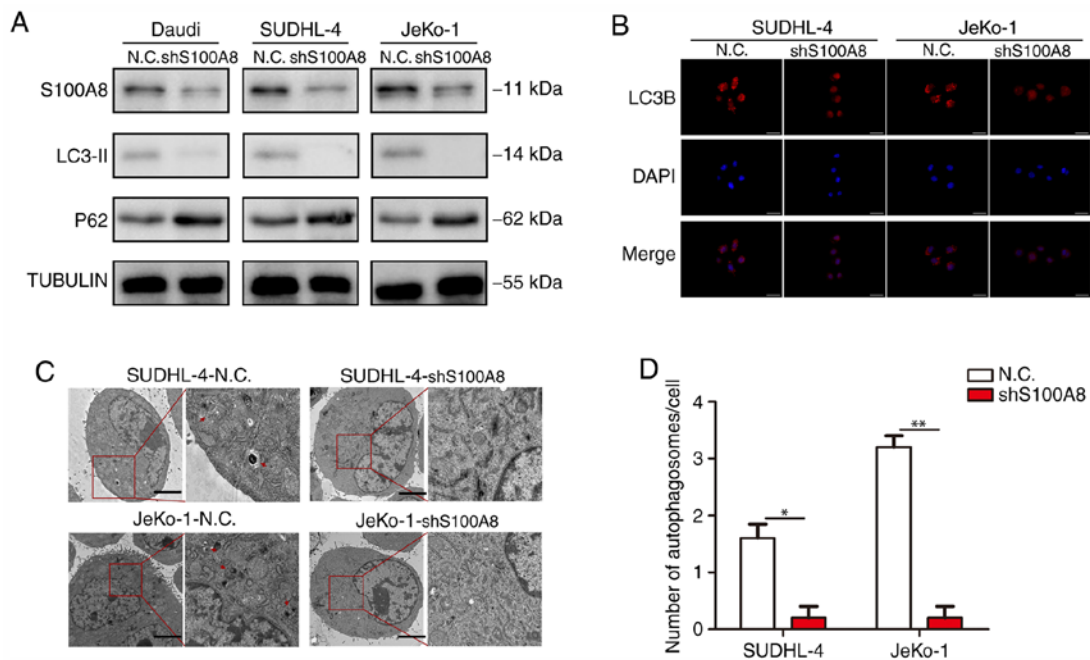 A
Daudi SUDHL-4 JeKo-1
N.C. shS100A8 N.C. shS100A8 N.C. shS100A8
S100A8 –11 kDa
LC3-II –14 kDa
P62 –62 kDa
TUBULIN –55 kDa
B
SUDHL-4 JeKo-1
N.C. shS100A8 N.C. shS100A8
LC3B
DAPI
Merge
C
SUDHL-4-N.C. SUDHL-4-shS100A8
JeKo-1-N.C. JeKo-1-shS100A8
D
N.C.
shS100A8
Number of autophagosomes/cell
4
3
2
1
0
*
**
SUDHL-4 JeKo-1